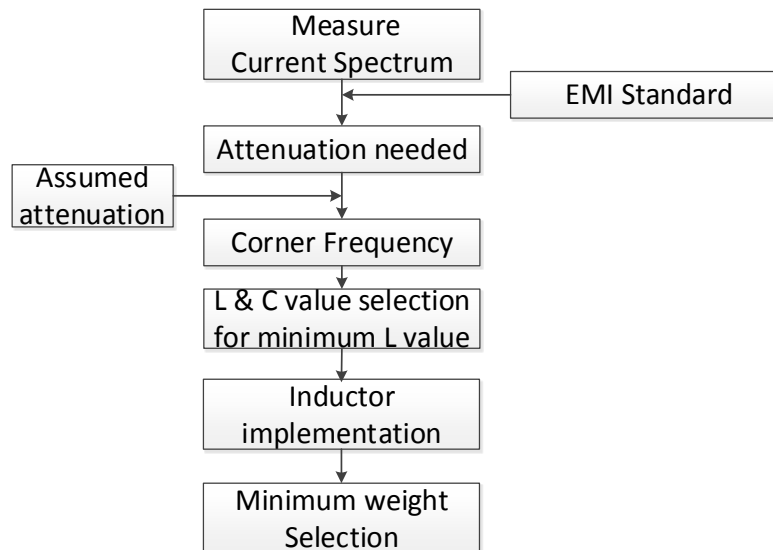 Measure
Current Spectrum
EMI Standard
Attenuation needed
Assumed
attenuation
Corner Frequency
L & C value selection
for minimum L value
Inductor
implementation
Minimum weight
Selection